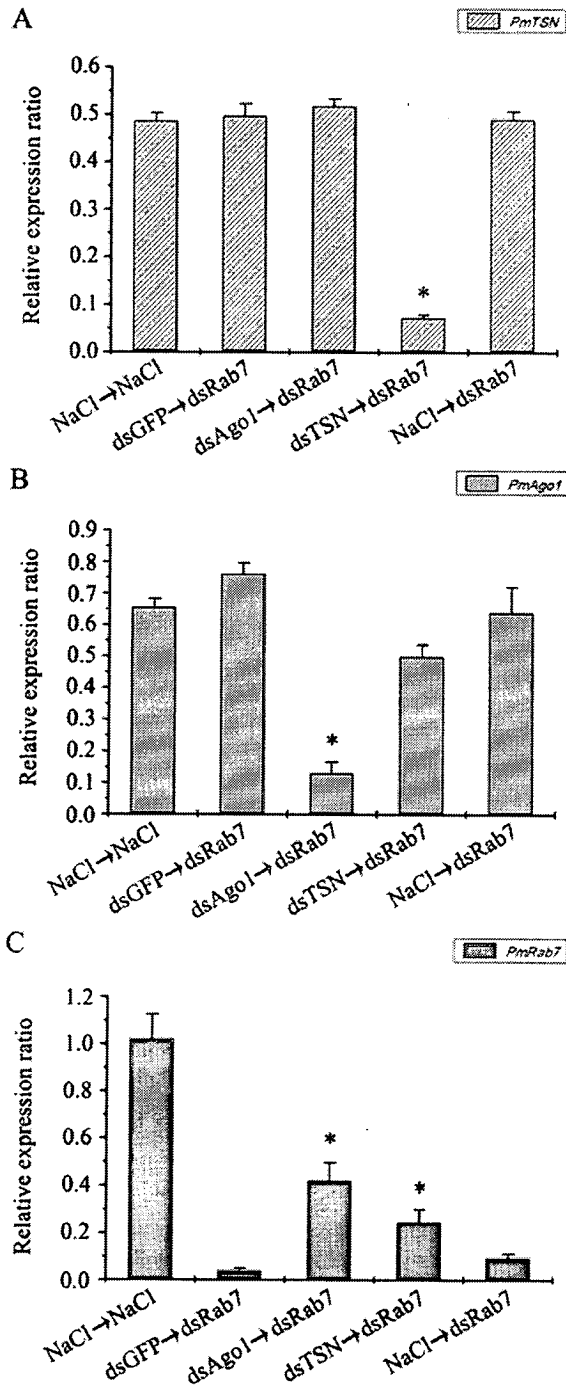 A
PmTSN
Relative expression ratio
0.6
0.5
0.4
0.3
0.2
0.1
0.0
*
NaCl→NaCl
dsGFP→dsRab7
dsAgo1→dsRab7
dsTSN→dsRab7
NaCl→dsRab7
B
PmAgo1
Relative expression ratio
0.9
0.8
0.7
0.6
0.5
0.4
0.3
0.2
0.1
0.0
*
NaCl→NaCl
dsGFP→dsRab7
dsAgo1→dsRab7
dsTSN→dsRab7
NaCl→dsRab7
C
PmRab7
Relative expression ratio
1.2
1.0
0.8
0.6
0.4
0.2
0.0
*
*
NaCl→NaCl
dsGFP→dsRab7
dsAgo1→dsRab7
dsTSN→dsRab7
NaCl→dsRab7